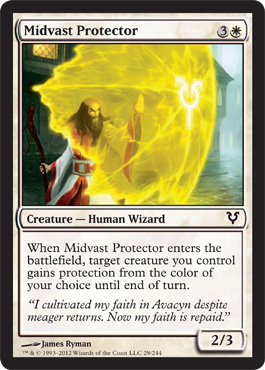 Midvast Protector 3
Creature — Human Wizard
When Midvast Protector enters the
battlefield, target creature you control
gains protection from the color of
your choice until end of turn.
“I cultivated my faith in Avacyn despite
meager returns. Now my faith is repaid.”
James Ryman
™ & © 1993–2012 Wizards of the Coast LLC 28/244
2/3